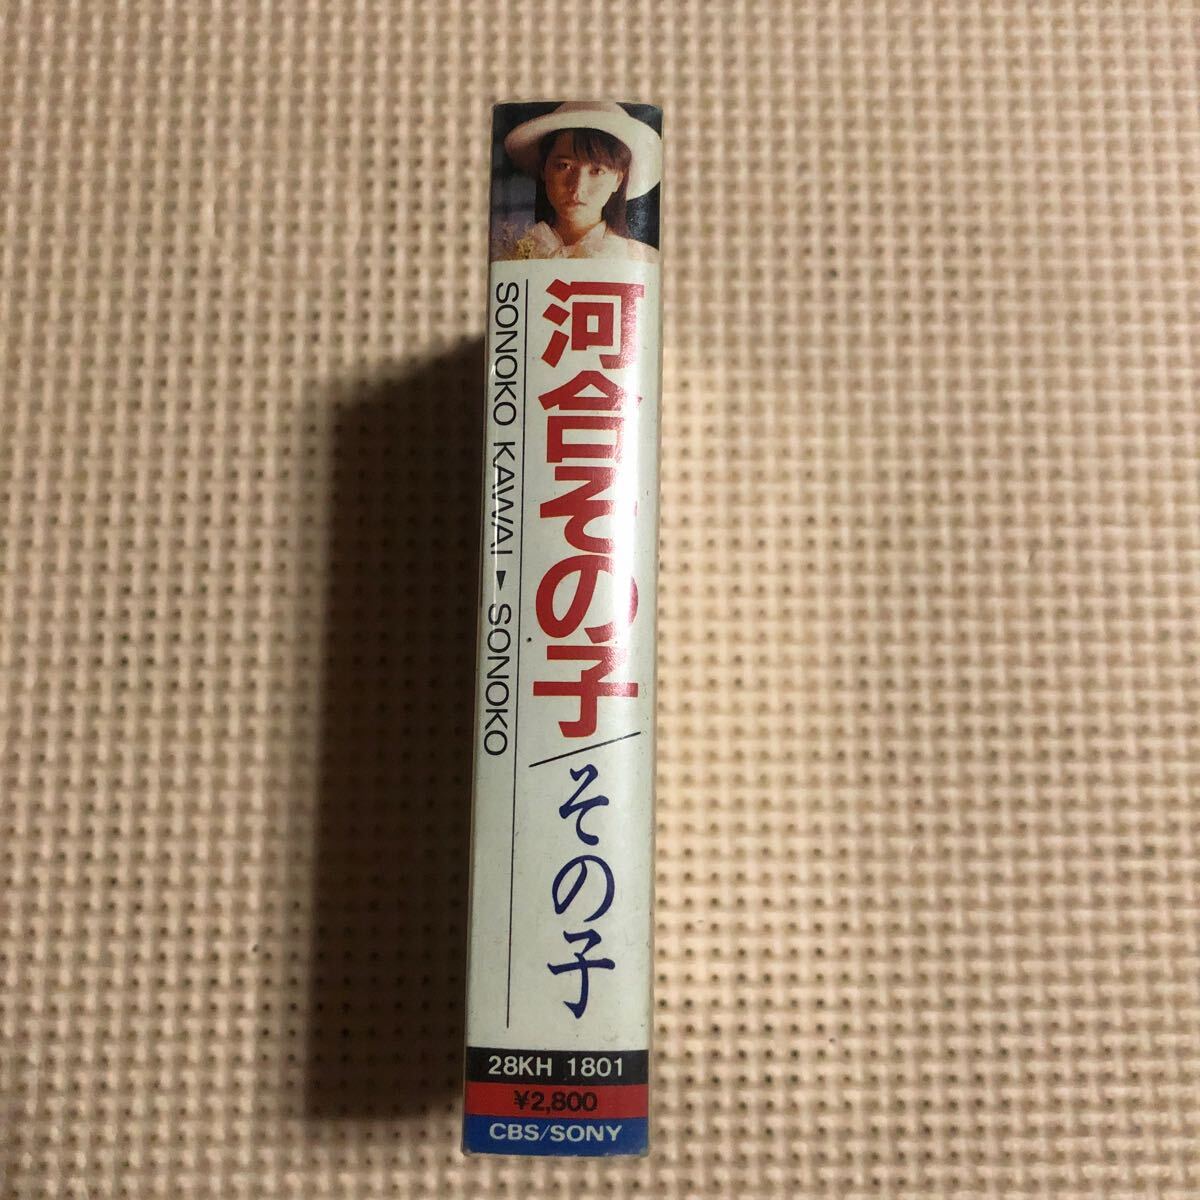 河合その子/その子
SONOKO KAWAI ► SONOKO
28KH 1801
¥2,800
CBS/SONY